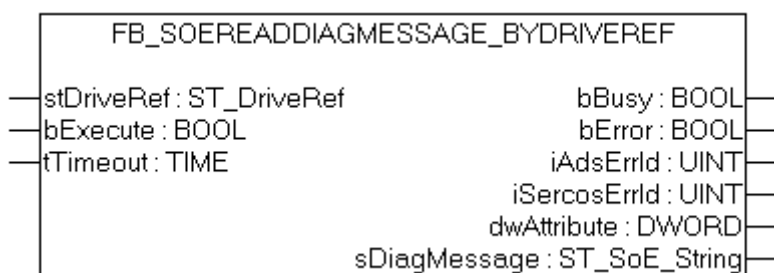 FB_SOEREADDIAGMESSAGE_BYDRIVEREF
stDriveRef : ST_DriveRef bBusy : BOOL
bExecute : BOOL bError : BOOL
tTimeout : TIME iAdsErrId : UINT
iSercosErrId : UINT
dwAttribute : DWORD
sDiagMessage : ST_SoE_String